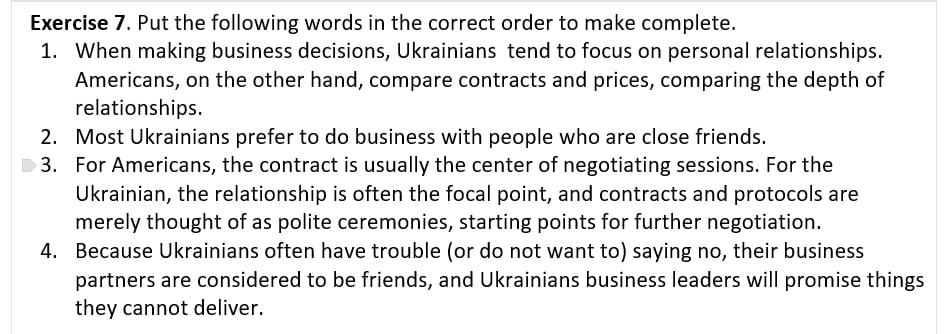 Exercise 7. Put the following words in the correct order to make complete.
1. When making business decisions, Ukrainians tend to focus on personal relationships.
Americans, on the other hand, compare contracts and prices, comparing the depth of
relationships.
2. Most Ukrainians prefer to do business with people who are close friends.
3. For Americans, the contract is usually the center of negotiating sessions. For the
Ukrainian, the relationship is often the focal point, and contracts and protocols are
merely thought of as polite ceremonies, starting points for further negotiation.
4. Because Ukrainians often have trouble (or do not want to) saying no, their business
partners are considered to be friends, and Ukrainians business leaders will promise things
they cannot deliver.